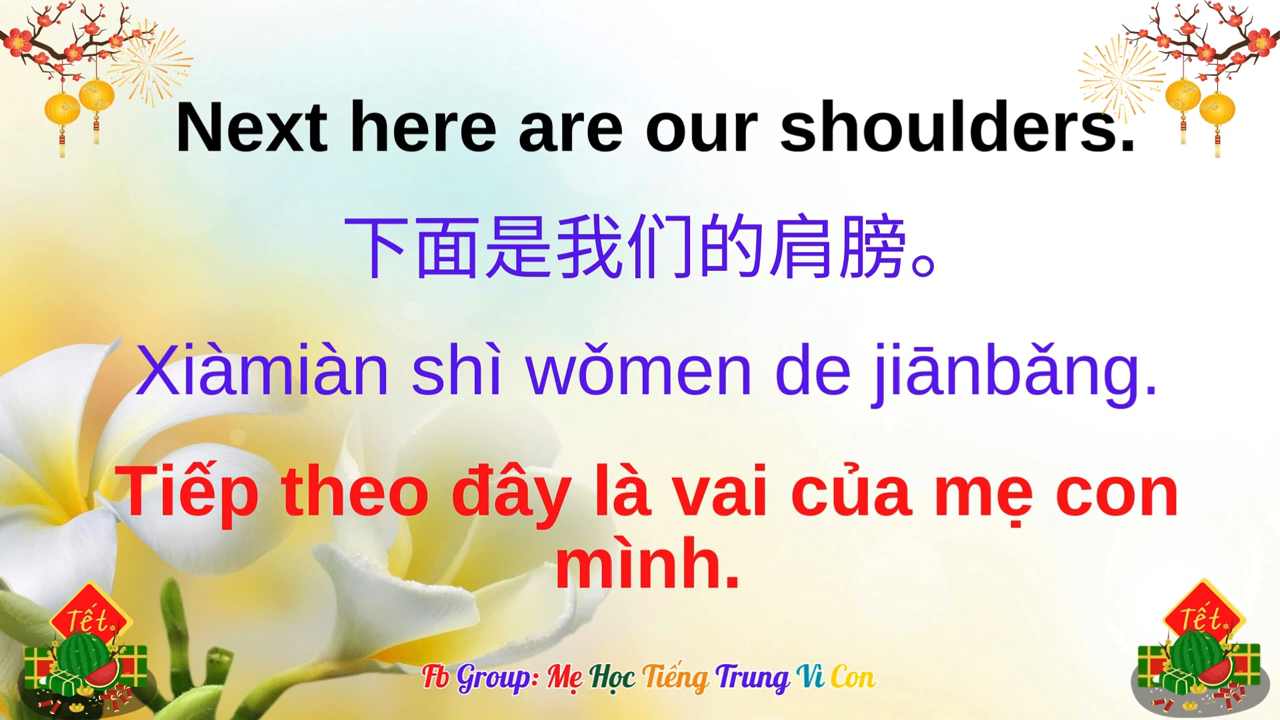 Next here are our shoulders.
下面是我们的肩膀。
Xiàmiàn shì wǒmen de jiānbǎng.
Tiếp theo đây là vai của mẹ con
mình.
Tết
Tết
Fb Group: Mẹ Học Tiếng Trung Vì Con